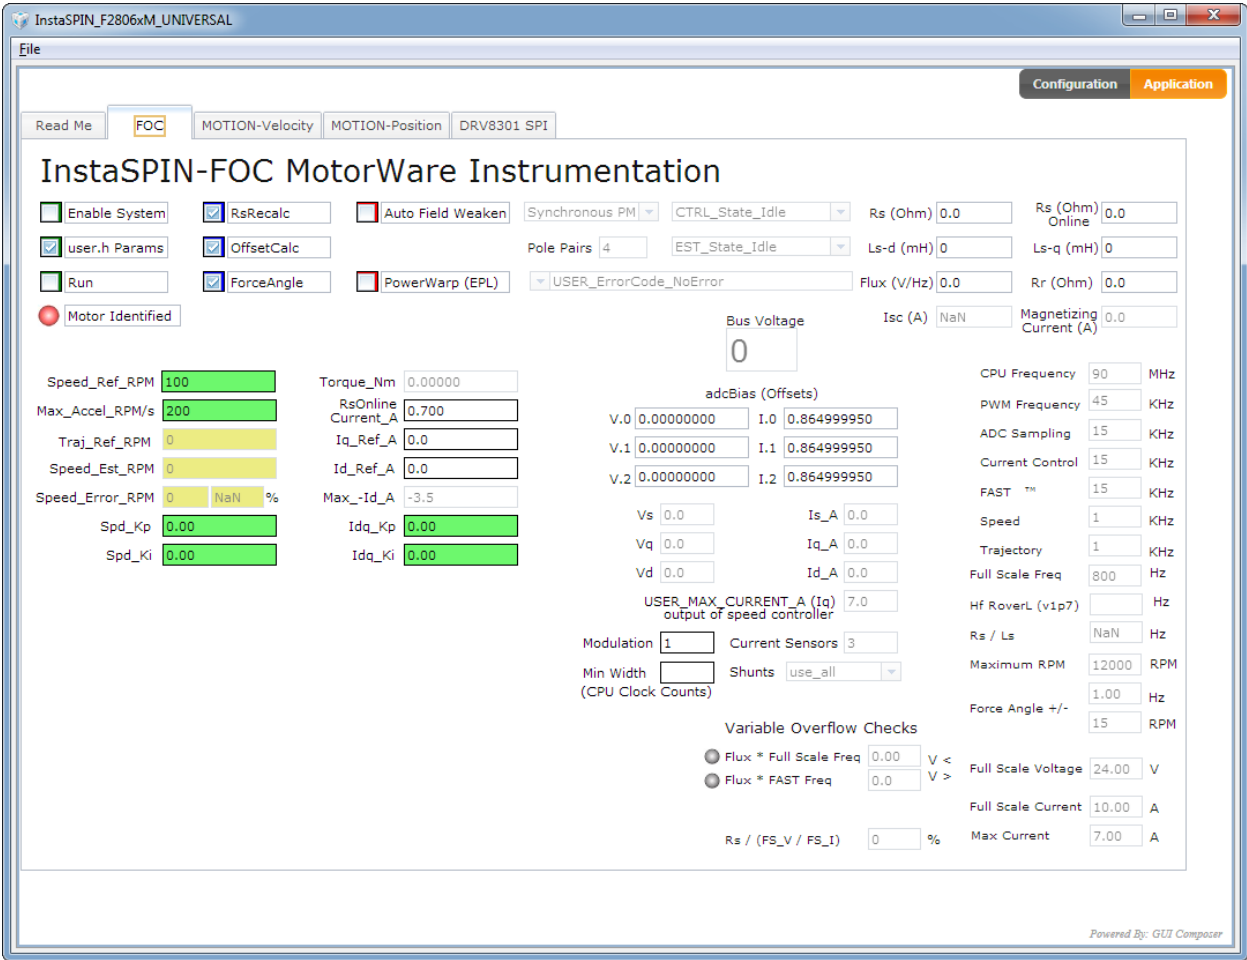 InstaSPIN_F2806xM_UNIVERSAL
File
Configuration Application
Read Me FOC MOTION-Velocity MOTION-Position DRV8301 SPI
InstaSPIN-FOC MotorWare Instrumentation
Enable System RsRecalc Auto Field Weaken Synchronous PM CTRL_State_Idle Rs (Ohm) 0.0 Rs (Ohm) Online 0.0
user.h Params OffsetCalc Pole Pairs 4 EST_State_Idle Ls-d (mH) 0 Ls-q (mH) 0
Run ForceAngle PowerWarp (EPL) USER_ErrorCode_NoError Flux (V/Hz) 0.0 Rr (Ohm) 0.0
Motor Identified Isc (A) NaN Magnetizing Current (A) 0.0
Bus Voltage
0
Speed_Ref_RPM 100 Torque_Nm 0.00000
Max_Accel_RPM/s 200 RsOnline Current_A 0.700
Traj_Ref_RPM 0 Iq_Ref_A 0.0
Speed_Est_RPM 0 Id_Ref_A 0.0
Speed_Error_RPM 0 NaN % Max_-Id_A -3.5
Spd_Kp 0.00 Idq_Kp 0.00
Spd_Ki 0.00 Idq_Ki 0.00
adcBias (Offsets)
V.0 0.00000000 I.0 0.864999950
V.1 0.00000000 I.1 0.864999950
V.2 0.00000000 I.2 0.864999950
Vs 0.0 Is_A 0.0
Vq 0.0 Iq_A 0.0
Vd 0.0 Id_A 0.0
USER_MAX_CURRENT_A (Iq) 7.0
output of speed controller
Modulation 1 Current Sensors 3
Min Width Shunts use_all
(CPU Clock Counts)
Variable Overflow Checks
Flux * Full Scale Freq 0.00 V <
Flux * FAST Freq 0.0 V >
Rs / (FS_V / FS_I) 0 %
CPU Frequency 90 MHz
PWM Frequency 45 KHz
ADC Sampling 15 KHz
Current Control 15 KHz
FAST ™ 15 KHz
Speed 1 KHz
Trajectory 1 KHz
Full Scale Freq 800 Hz
Hf RoverL (v1p7) Hz
Rs / Ls NaN Hz
Maximum RPM 12000 RPM
Force Angle +/- 1.00 Hz
15 RPM
Full Scale Voltage 24.00 V
Full Scale Current 10.00 A
Max Current 7.00 A
Powered By: GUI Composer